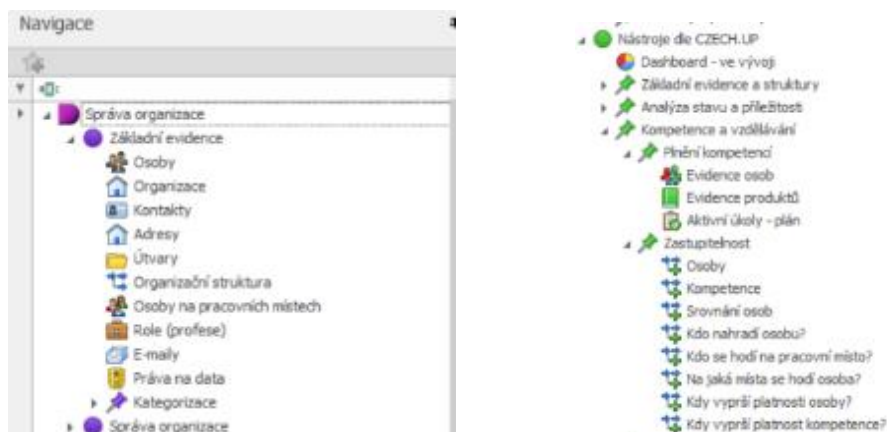 Navigace
Správa organizace
Základní evidence
Osoby
Organizace
Kontakty
Adresy
Útvary
Organizační struktura
Osoby na pracovních místech
Role (profese)
E-maily
Práva na data
Kategorizace
Správa organizace
Nástroje dle CZECH.UP
Dashboard - ve vývoji
Základní evidence a struktury
Analýza stavu a příležitosti
Kompetence a vzdělávání
Plnění kompetencí
Evidence osob
Evidence produktů
Aktivní úkoly - plán
Zastupitelnost
Osoby
Kompetence
Srovnání osob
Kdo nahradí osobu?
Kdo se hodí na pracovní místo?
Na jaká místa se hodí osoba?
Kdy vyprší platnosti osoby?
Kdy vyprší platnost kompetence?